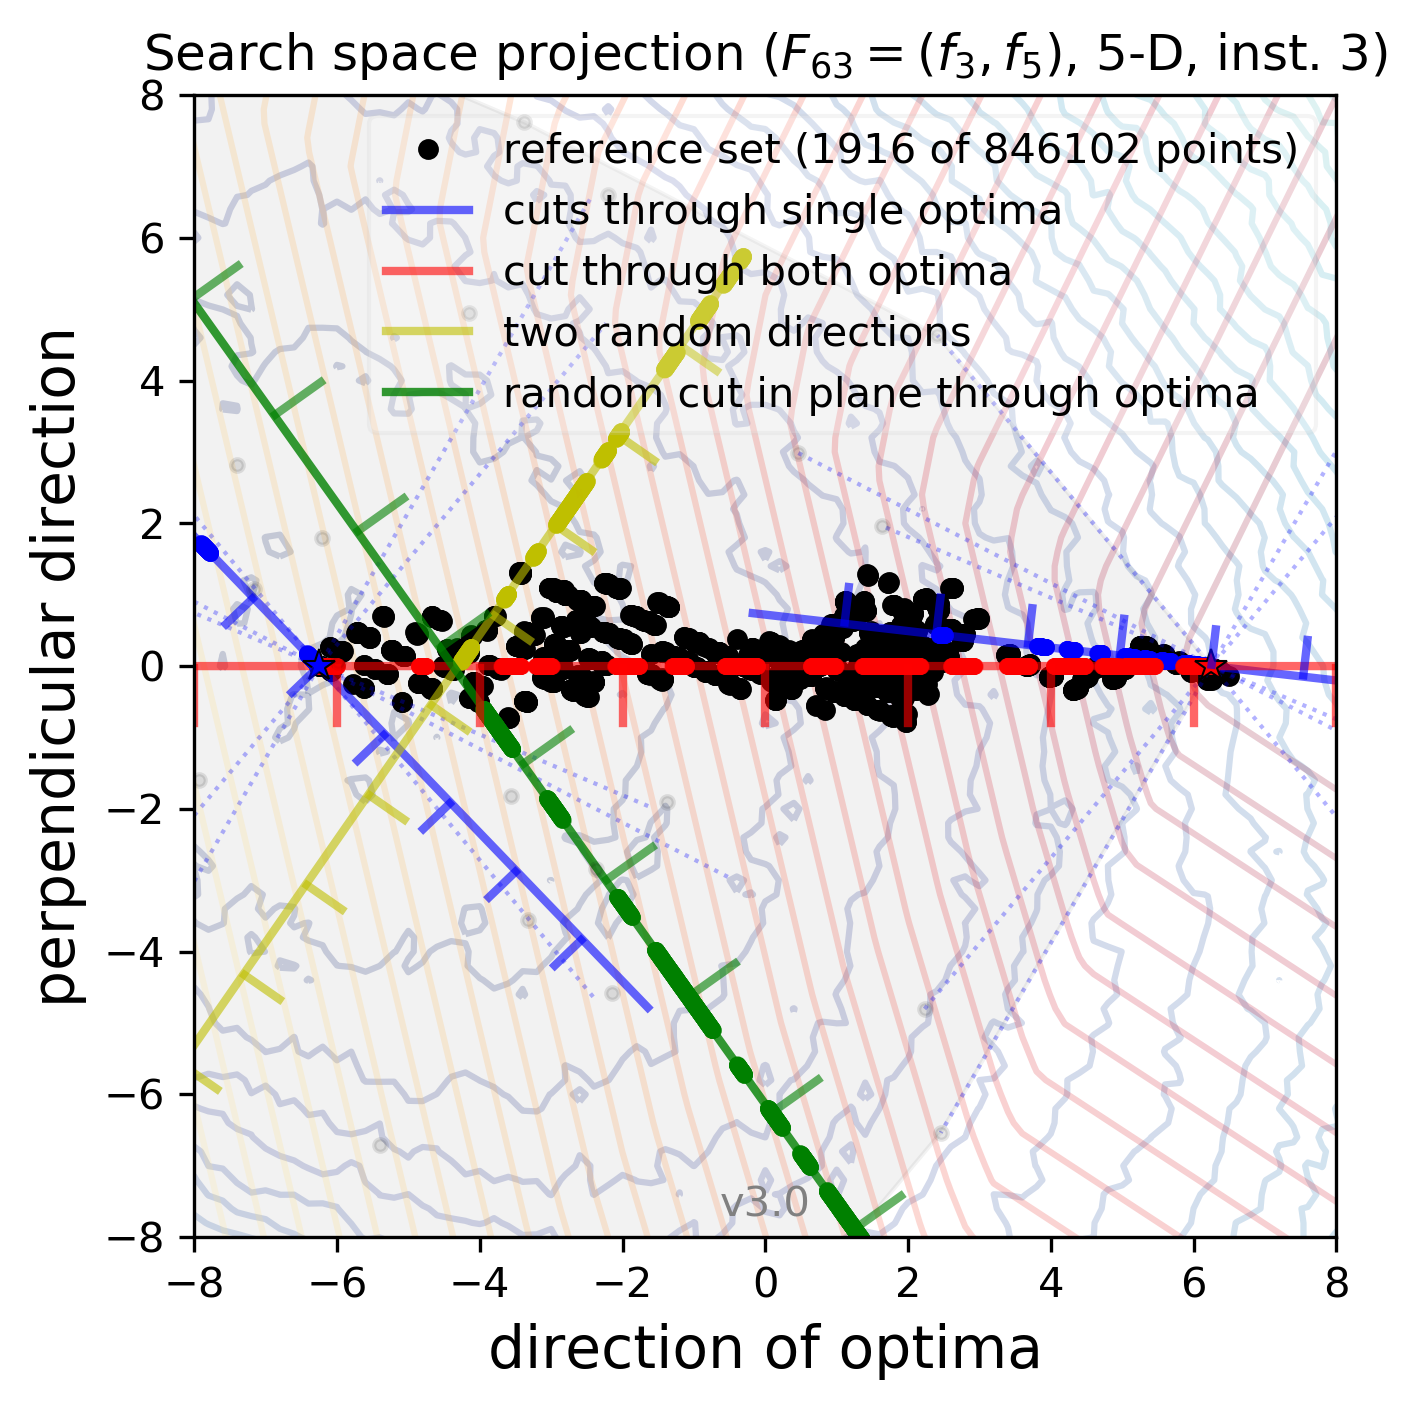 Search space projection (F63 = (f3, f5), 5-D, inst. 3)
reference set (1916 of 846102 points)
cuts through single optima
cut through both optima
two random directions
random cut in plane through optima
perpendicular direction
8
6
4
2
0
−2
−4
−6
−8
v3.0
−8 −6 −4 −2 0 2 4 6 8
direction of optima